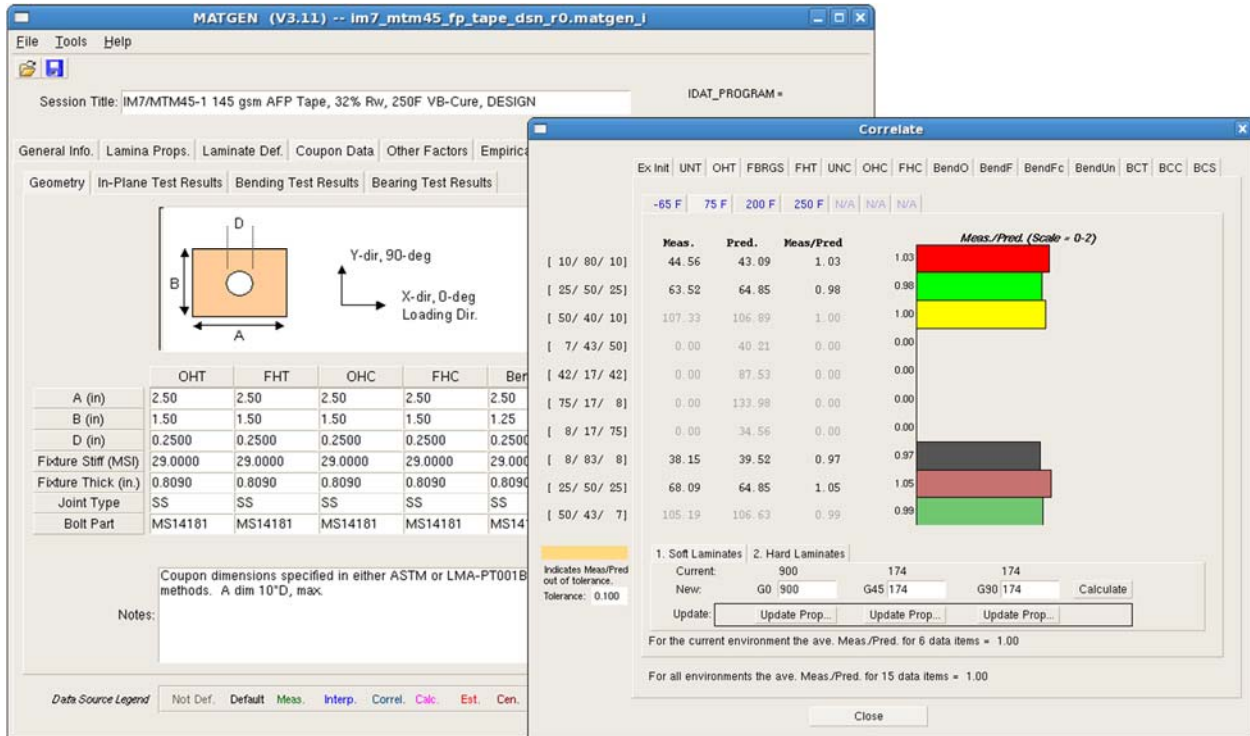 MATGEN (V3.11) -- im7_mtm45_fp_tape_dsn_r0.matgen_i
File Tools Help
Session Title: IM7/MTM45-1 145 gsm AFP Tape, 32% Rw, 250F VB-Cure, DESIGN
IDAT_PROGRAM =
General Info. Lamina Props. Laminate Def. Coupon Data Other Factors Empirica
Geometry In-Plane Test Results Bending Test Results Bearing Test Results
D
B
A
Y-dir, 90-deg
X-dir, 0-deg
Loading Dir.
OHT FHT OHC FHC Ben
A (in) 2.50 2.50 2.50 2.50 2.50
B (in) 1.50 1.50 1.50 1.50 1.25
D (in) 0.2500 0.2500 0.2500 0.2500 0.2500
Fixture Stiff (MSI) 29.0000 29.0000 29.0000 29.0000 29.000
Fixture Thick (in.) 0.8090 0.8090 0.8090 0.8090 0.8090
Joint Type SS SS SS SS SS
Bolt Part MS14181 MS14181 MS14181 MS14181 MS14
Notes:
Coupon dimensions specified in either ASTM or LMA-PT001B
methods. A dim 10*D, max.
Data Source Legend Not Def. Default Meas. Interp. Correl. Calc. Est. Cen.
Correlate
Ex Init UNT OHT FBRGS FHT UNC OHC FHC BendO BendF BendFc BendUn BCT BCC BCS
-65 F 75 F 200 F 250 F N/A N/A N/A
Meas. Pred. Meas/Pred Meas./Pred. (Scale = 0-2)
[ 10/ 80/ 10] 44.56 43.09 1.03 1.03
[ 25/ 50/ 25] 63.52 64.85 0.98 0.98
[ 50/ 40/ 10] 107.33 106.89 1.00 1.00
[ 7/ 43/ 50] 0.00 40.21 0.00 0.00
[ 42/ 17/ 42] 0.00 87.53 0.00 0.00
[ 75/ 17/ 8] 0.00 133.98 0.00 0.00
[ 8/ 17/ 75] 0.00 34.56 0.00 0.00
[ 8/ 83/ 8] 38.15 39.52 0.97 0.97
[ 25/ 50/ 25] 68.09 64.85 1.05 1.05
[ 50/ 43/ 7] 105.19 106.63 0.99 0.99
Indicates Meas/Pred
out of tolerance.
Tolerance: 0.100
1. Soft Laminates 2. Hard Laminates
Current: 900 174 174
New: G0 900 G45 174 G90 174 Calculate
Update: Update Prop... Update Prop... Update Prop...
For the current environment the ave. Meas./Pred. for 6 data items = 1.00
For all environments the ave. Meas./Pred. for 15 data items = 1.00
Close